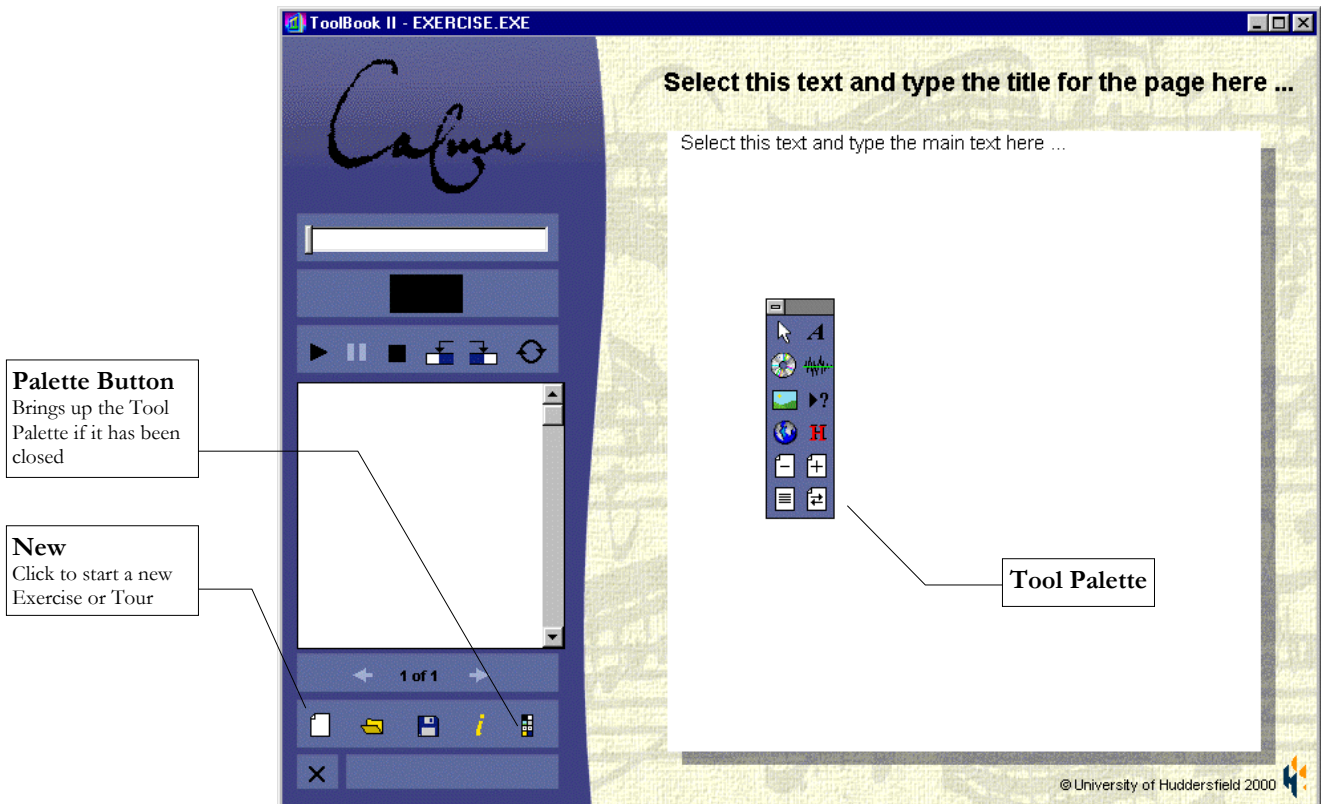 ToolBook II - EXERCISE.EXE
Calma
Select this text and type the title for the page here ...
Select this text and type the main text here ...
A
?
H
Palette Button
Brings up the Tool
Palette if it has been
closed
New
Click to start a new
Exercise or Tour
Tool Palette
1 of 1
i
© University of Huddersfield 2000